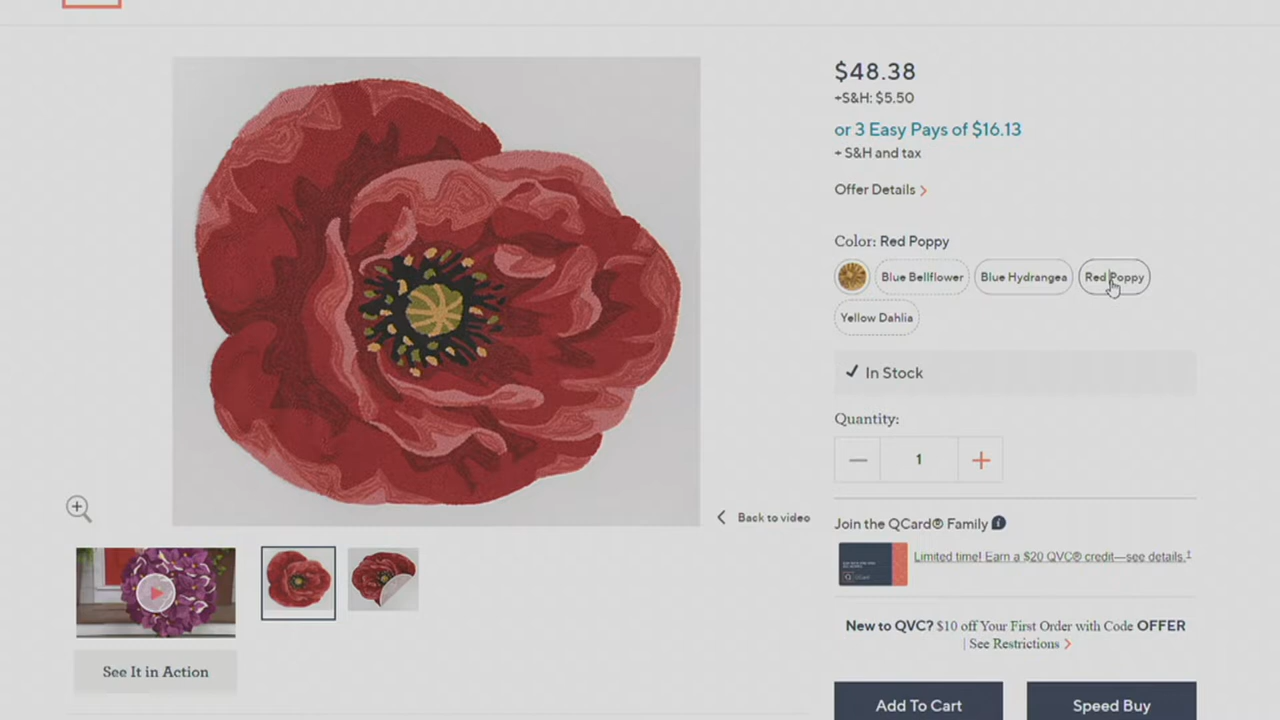 $48.38
+S&H: $5.50
or 3 Easy Pays of $16.13
+ S&H and tax
Offer Details
Color: Red Poppy
Blue Bellflower
Blue Hydrangea
Red Poppy
Yellow Dahlia
In Stock
Quantity:
1
Back to video
Join the QCard® Family
Limited time! Earn a $20 QVC® credit—see details.1
New to QVC? $10 off Your First Order with Code OFFER
| See Restrictions
See It in Action
Add To Cart
Speed Buy